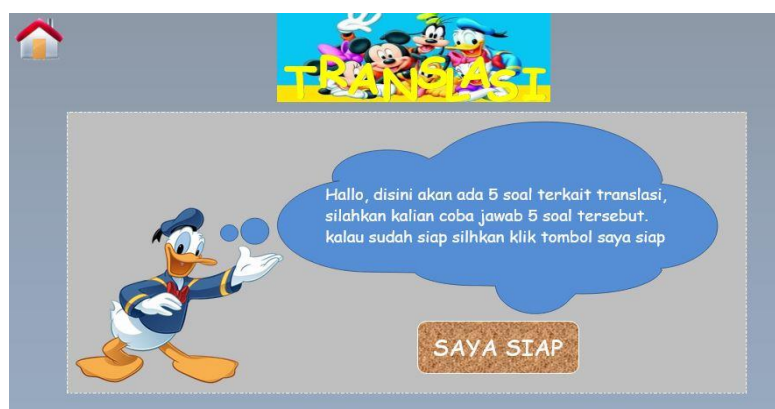 TRANSLASI
Hallo, disini akan ada 5 soal terkait translasi,
silahkan kalian coba jawab 5 soal tersebut.
kalau sudah siap silhkan klik tombol saya siap
SAYA SIAP